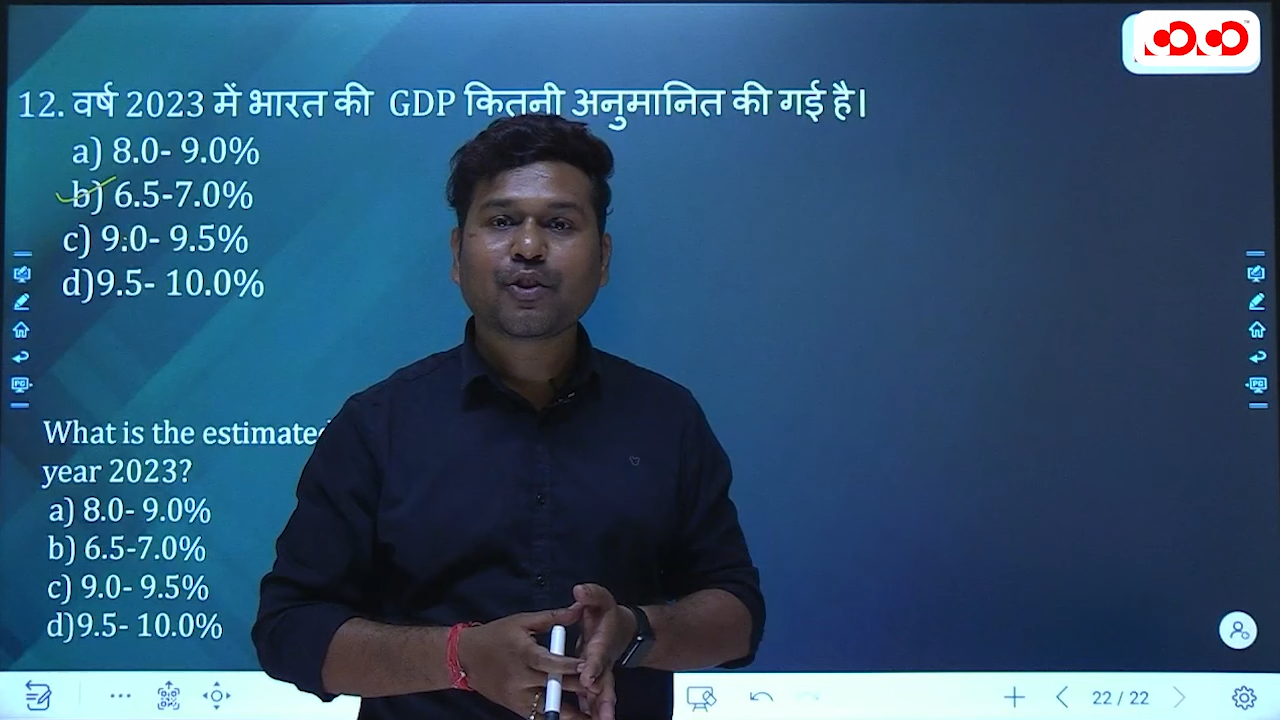 12. वर्ष 2023 में भारत की GDP कितनी अनुमानित की गई है।
a) 8.0- 9.0%
b) 6.5-7.0%
c) 9.0- 9.5%
d)9.5- 10.0%
What is the estimated
year 2023?
a) 8.0- 9.0%
b) 6.5-7.0%
c) 9.0- 9.5%
d)9.5- 10.0%
PG
PG
22 / 22